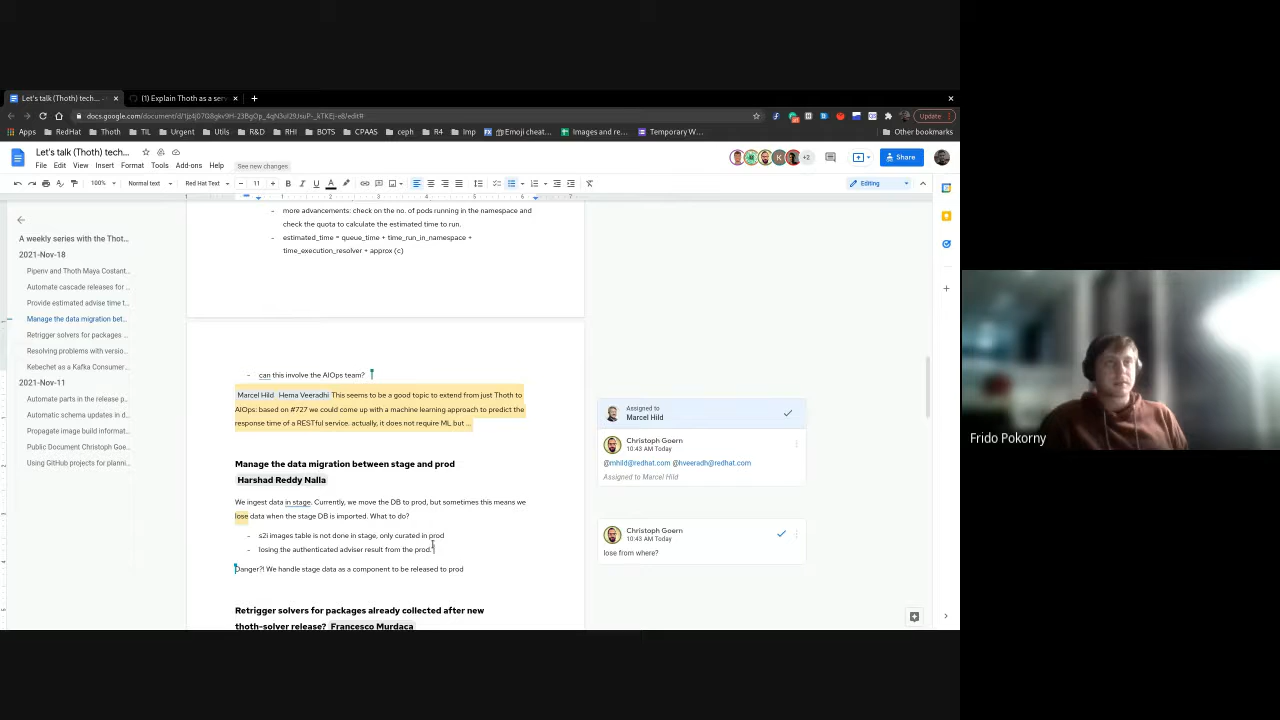 Let's talk (Thoth) tech...
(1) Explain Thoth as a serv
Update
Apps
RedHat
Thoth
TIL
Urgent
Utils
R&D
RHI
BOTS
CPAAS
ceph
R4
Imp
Emoji cheat...
Images and re...
Temporary W...
Other bookmarks
Let's talk (Thoth) tech...
File Edit View Insert Format Tools Add-ons Help
See new changes
+2
Share
100%
Normal text
Red Hat Text
11
Editing
A weekly series with the Thot...
2021-Nov-18
Pipenv and Thoth Maya Costant...
Automate cascade releases for ...
Provide estimated advise time t...
Manage the data migration bet...
Retrigger solvers for packages ...
Resolving problems with versio...
Kebechet as a Kafka Consumer...
2021-Nov-11
Automate parts in the release p...
Automatic schema updates in d...
Propagate image build informat...
Public Document Christoph Goe...
Using GitHub projects for planni...
- more advancements: check on the no. of pods running in the namespace and
check the quota to calculate the estimated time to run.
- estimated_time = queue_time + time_run_in_namespace +
time_execution_resolver + approx (c)
- can this involve the AIOps team?
Marcel Hild Hema Veeradhi This seems to be a good topic to extend from just Thoth to
AIOps: based on #727 we could come up with a machine learning approach to predict the
response time of a RESTful service. actually, it does not require ML but ...
Manage the data migration between stage and prod
Harshad Reddy Nalla
We ingest data in stage. Currently, we move the DB to prod, but sometimes this means we
lose data when the stage DB is imported. What to do?
- s2i images table is not done in stage, only curated in prod
- losing the authenticated adviser result from the prod.
Danger?! We handle stage data as a component to be released to prod
Retrigger solvers for packages already collected after new
thoth-solver release? Francesco Murdaca
Assigned to
Marcel Hild
Christoph Goern
10:43 AM Today
@mhild@redhat.com @hveeradh@redhat.com
Assigned to Marcel Hild
Christoph Goern
10:43 AM Today
lose from where?
Frido Pokorny